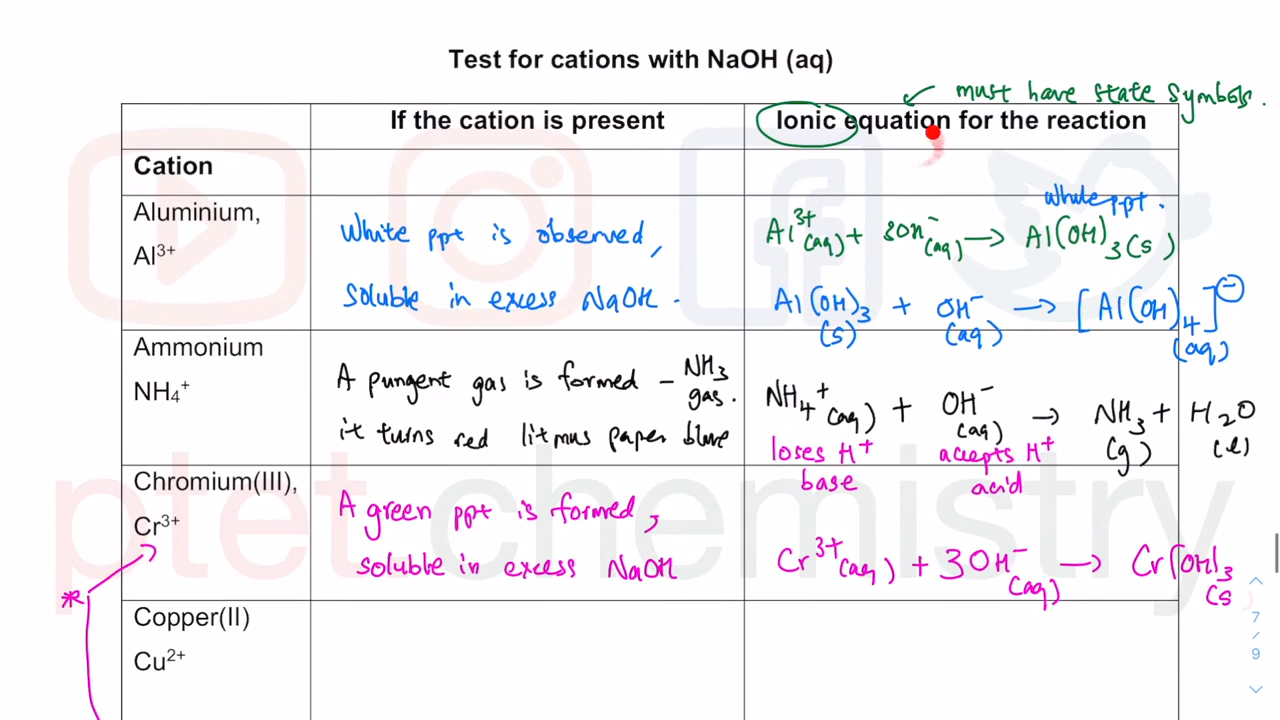 Test for cations with NaOH (aq)
must have state symbols.
If the cation is present
Ionic equation for the reaction
Cation
Aluminium,
Al³⁺
White ppt is observed,
soluble in excess NaOH.
white ppt.
Al³⁺(aq) + 3OH⁻(aq) → Al(OH)₃(s)
Al(OH)₃(s) + OH⁻(aq) → [Al(OH)₄]⁻(aq)
Ammonium
NH₄⁺
A pungent gas is formed – NH₃ gas.
it turns red litmus paper blue
NH₄⁺(aq) + OH⁻(aq) → NH₃(g) + H₂O(l)
loses H⁺ accepts H⁺
base acid
Chromium(III),
Cr³⁺
A green ppt is formed,
soluble in excess NaOH
Cr³⁺(aq) + 3OH⁻(aq) → Cr(OH)₃(s
*
Copper(II)
Cu²⁺
ptet.chemistry
7
/
9